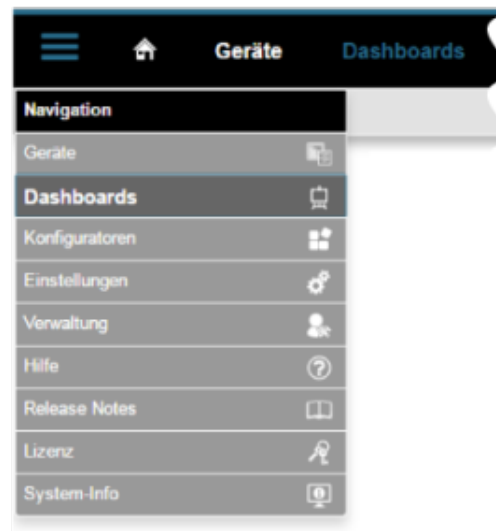 Geräte Dashboards
Navigation
Geräte
Dashboards
Konfiguratoren
Einstellungen
Verwaltung
Hilfe
Release Notes
Lizenz
System-Info